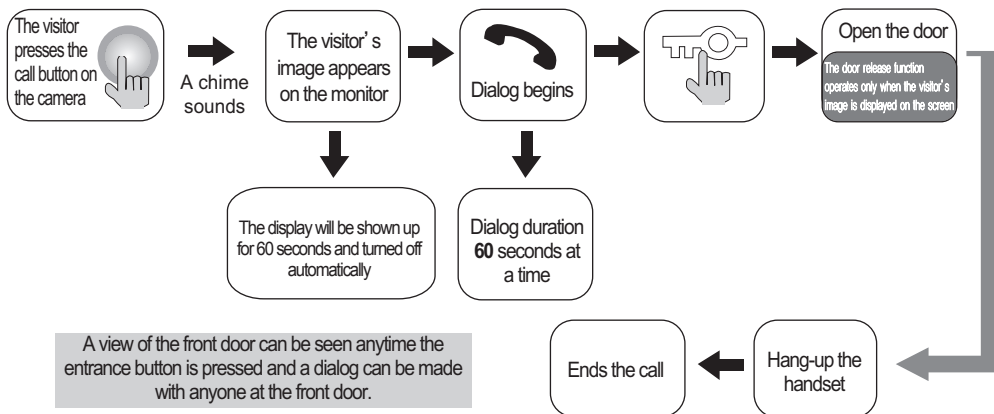 The visitor
presses the
call button on
the camera
A chime
sounds
The visitor's
image appears
on the monitor
Dialog begins
Open the door
The door release function
operates only when the visitor's
image is displayed on the screen
The display will be shown up
for 60 seconds and turned off
automatically
Dialog duration
60 seconds at
a time
A view of the front door can be seen anytime the
entrance button is pressed and a dialog can be made
with anyone at the front door.
Ends the call
Hang-up the
handset